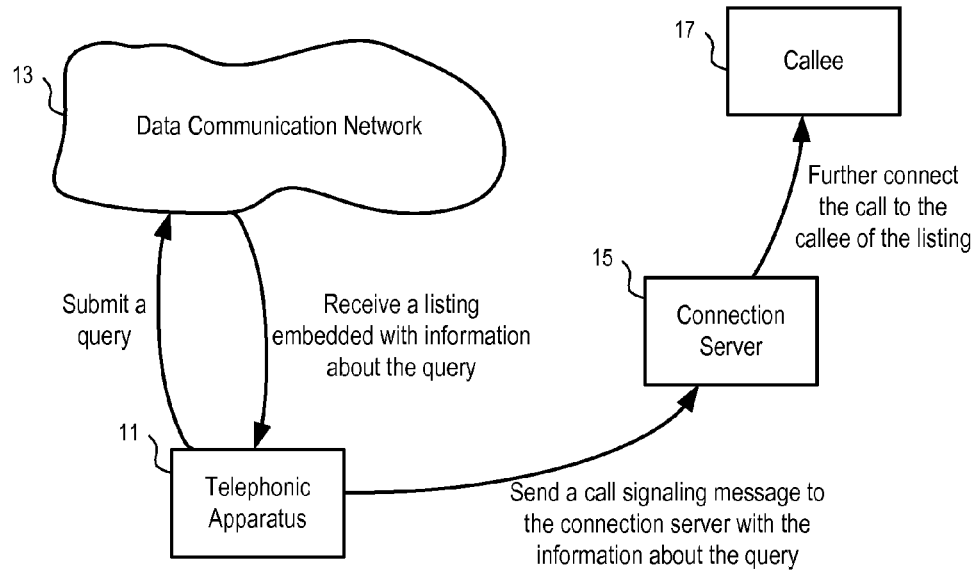 17
Callee
13
Data Communication Network
Further connect
the call to the
callee of the listing
15
Connection
Server
Submit a
query
Receive a listing
embedded with information
about the query
11
Telephonic
Apparatus
Send a call signaling message to
the connection server with the
information about the query